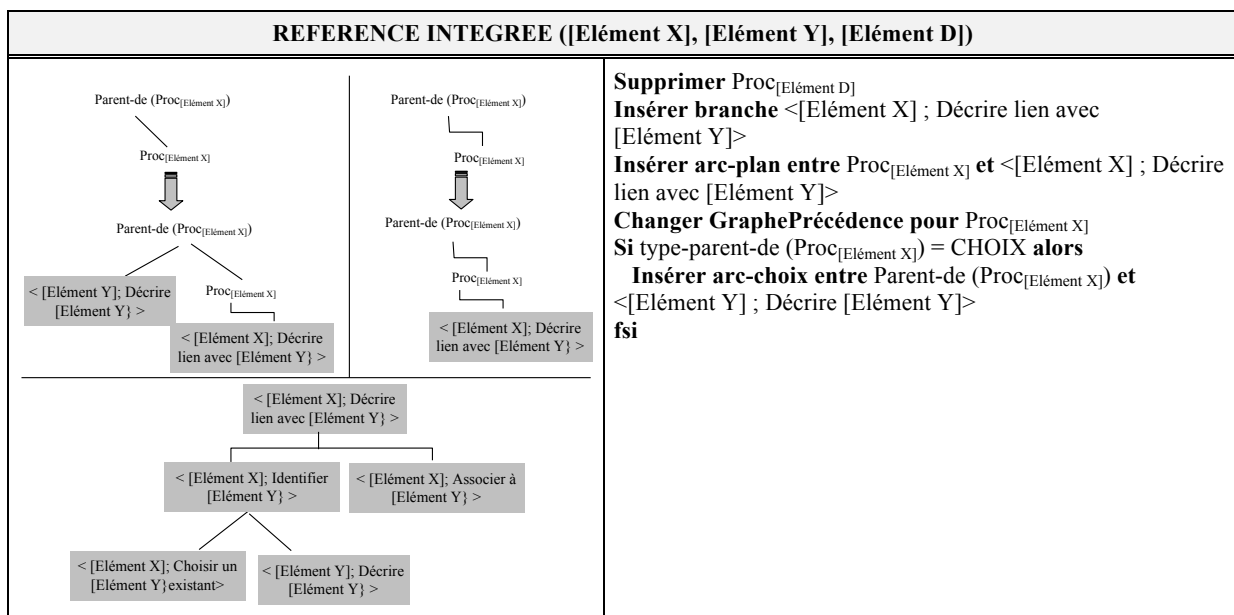 REFERENCE INTEGREE ([Elément X], [Elément Y], [Elément D])
Parent-de (Proc[Elément X])
Proc[Elément X]
Parent-de (Proc[Elément X])
< [Elément Y]; Décrire
[Elément Y} >
Proc[Elément X]
< [Elément X]; Décrire
lien avec [Elément Y} >
Parent-de (Proc[Elément X])
Proc[Elément X]
Parent-de (Proc[Elément X])
Proc[Elément X]
< [Elément X]; Décrire
lien avec [Elément Y} >
< [Elément X]; Décrire
lien avec [Elément Y} >
< [Elément X]; Identifier
[Elément Y} >
< [Elément X]; Associer à
[Elément Y} >
< [Elément X]; Choisir un
[Elément Y}existant>
< [Elément Y]; Décrire
[Elément Y} >
Supprimer Proc[Elément D]
Insérer branche <[Elément X] ; Décrire lien avec
[Elément Y]>
Insérer arc-plan entre Proc[Elément X] et <[Elément X] ; Décrire
lien avec [Elément Y]>
Changer GraphePrécédence pour Proc[Elément X]
Si type-parent-de (Proc[Elément X]) = CHOIX alors
Insérer arc-choix entre Parent-de (Proc[Elément X]) et
<[Elément Y] ; Décrire [Elément Y]>
fsi